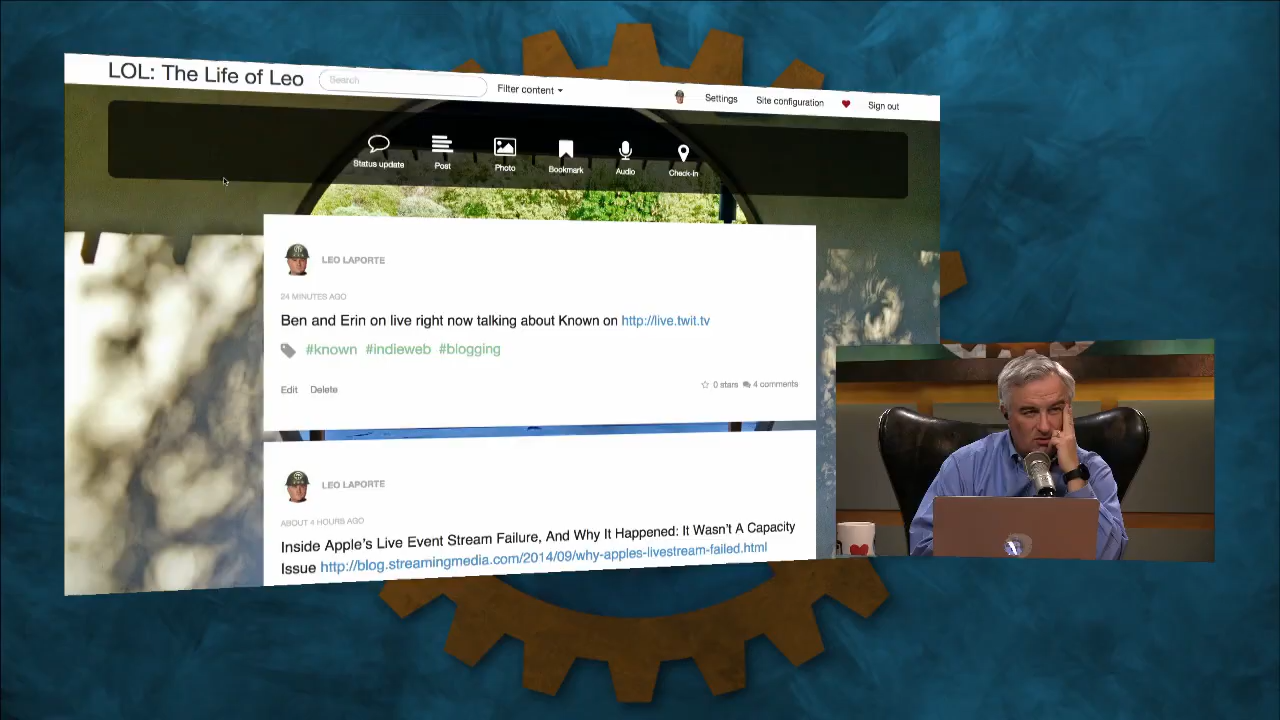 LOL: The Life of Leo
Search
Filter content
Settings
Site configuration
Sign out
Status update
Post
Photo
Bookmark
Audio
Check-in
LEO LAPORTE
24 MINUTES AGO
Ben and Erin on live right now talking about Known on http://live.twit.tv
#known #indieweb #blogging
Edit Delete
0 stars 4 comments
LEO LAPORTE
ABOUT 4 HOURS AGO
Inside Apple's Live Event Stream Failure, And Why It Happened: It Wasn't A Capacity
Issue http://blog.streamingmedia.com/2014/09/why-apples-livestream-failed.html